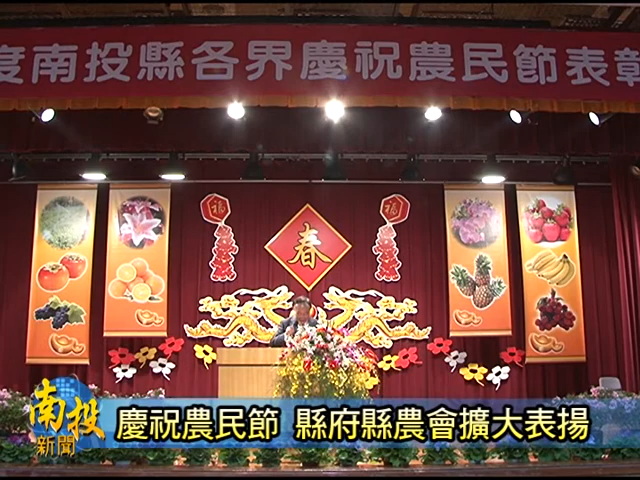 度南投縣各界慶祝農民節表彰
福
福
春
南投
新聞
慶祝農民節 縣府縣農會擴大表揚